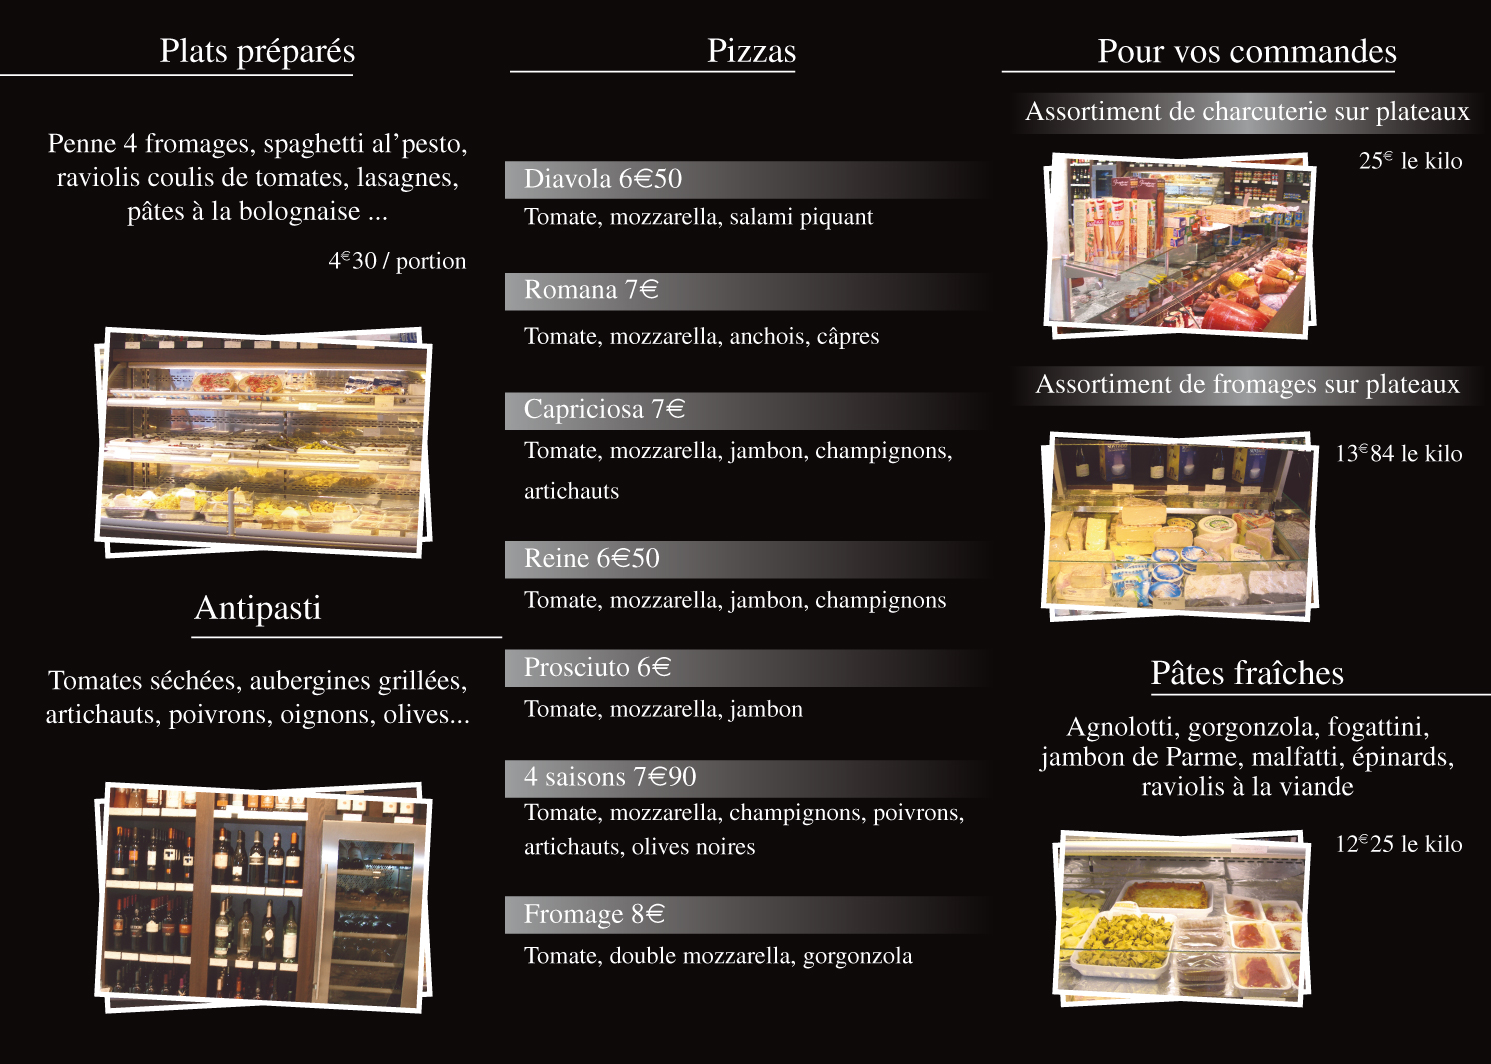 Plats préparés
Penne 4 fromages, spaghetti al’pesto,
raviolis coulis de tomates, lasagnes,
pâtes à la bolognaise ...
4€30 / portion
Antipasti
Tomates séchées, aubergines grillées,
artichauts, poivrons, oignons, olives...
Pizzas
Diavola 6€50
Tomate, mozzarella, salami piquant
Romana 7€
Tomate, mozzarella, anchois, câpres
Capriciosa 7€
Tomate, mozzarella, jambon, champignons,
artichauts
Reine 6€50
Tomate, mozzarella, jambon, champignons
Prosciuto 6€
Tomate, mozzarella, jambon
4 saisons 7€90
Tomate, mozzarella, champignons, poivrons,
artichauts, olives noires
Fromage 8€
Tomate, double mozzarella, gorgonzola
Pour vos commandes
Assortiment de charcuterie sur plateaux
25€ le kilo
Assortiment de fromages sur plateaux
13€84 le kilo
Pâtes fraîches
Agnolotti, gorgonzola, fogattini,
jambon de Parme, malfatti, épinards,
raviolis à la viande
12€25 le kilo